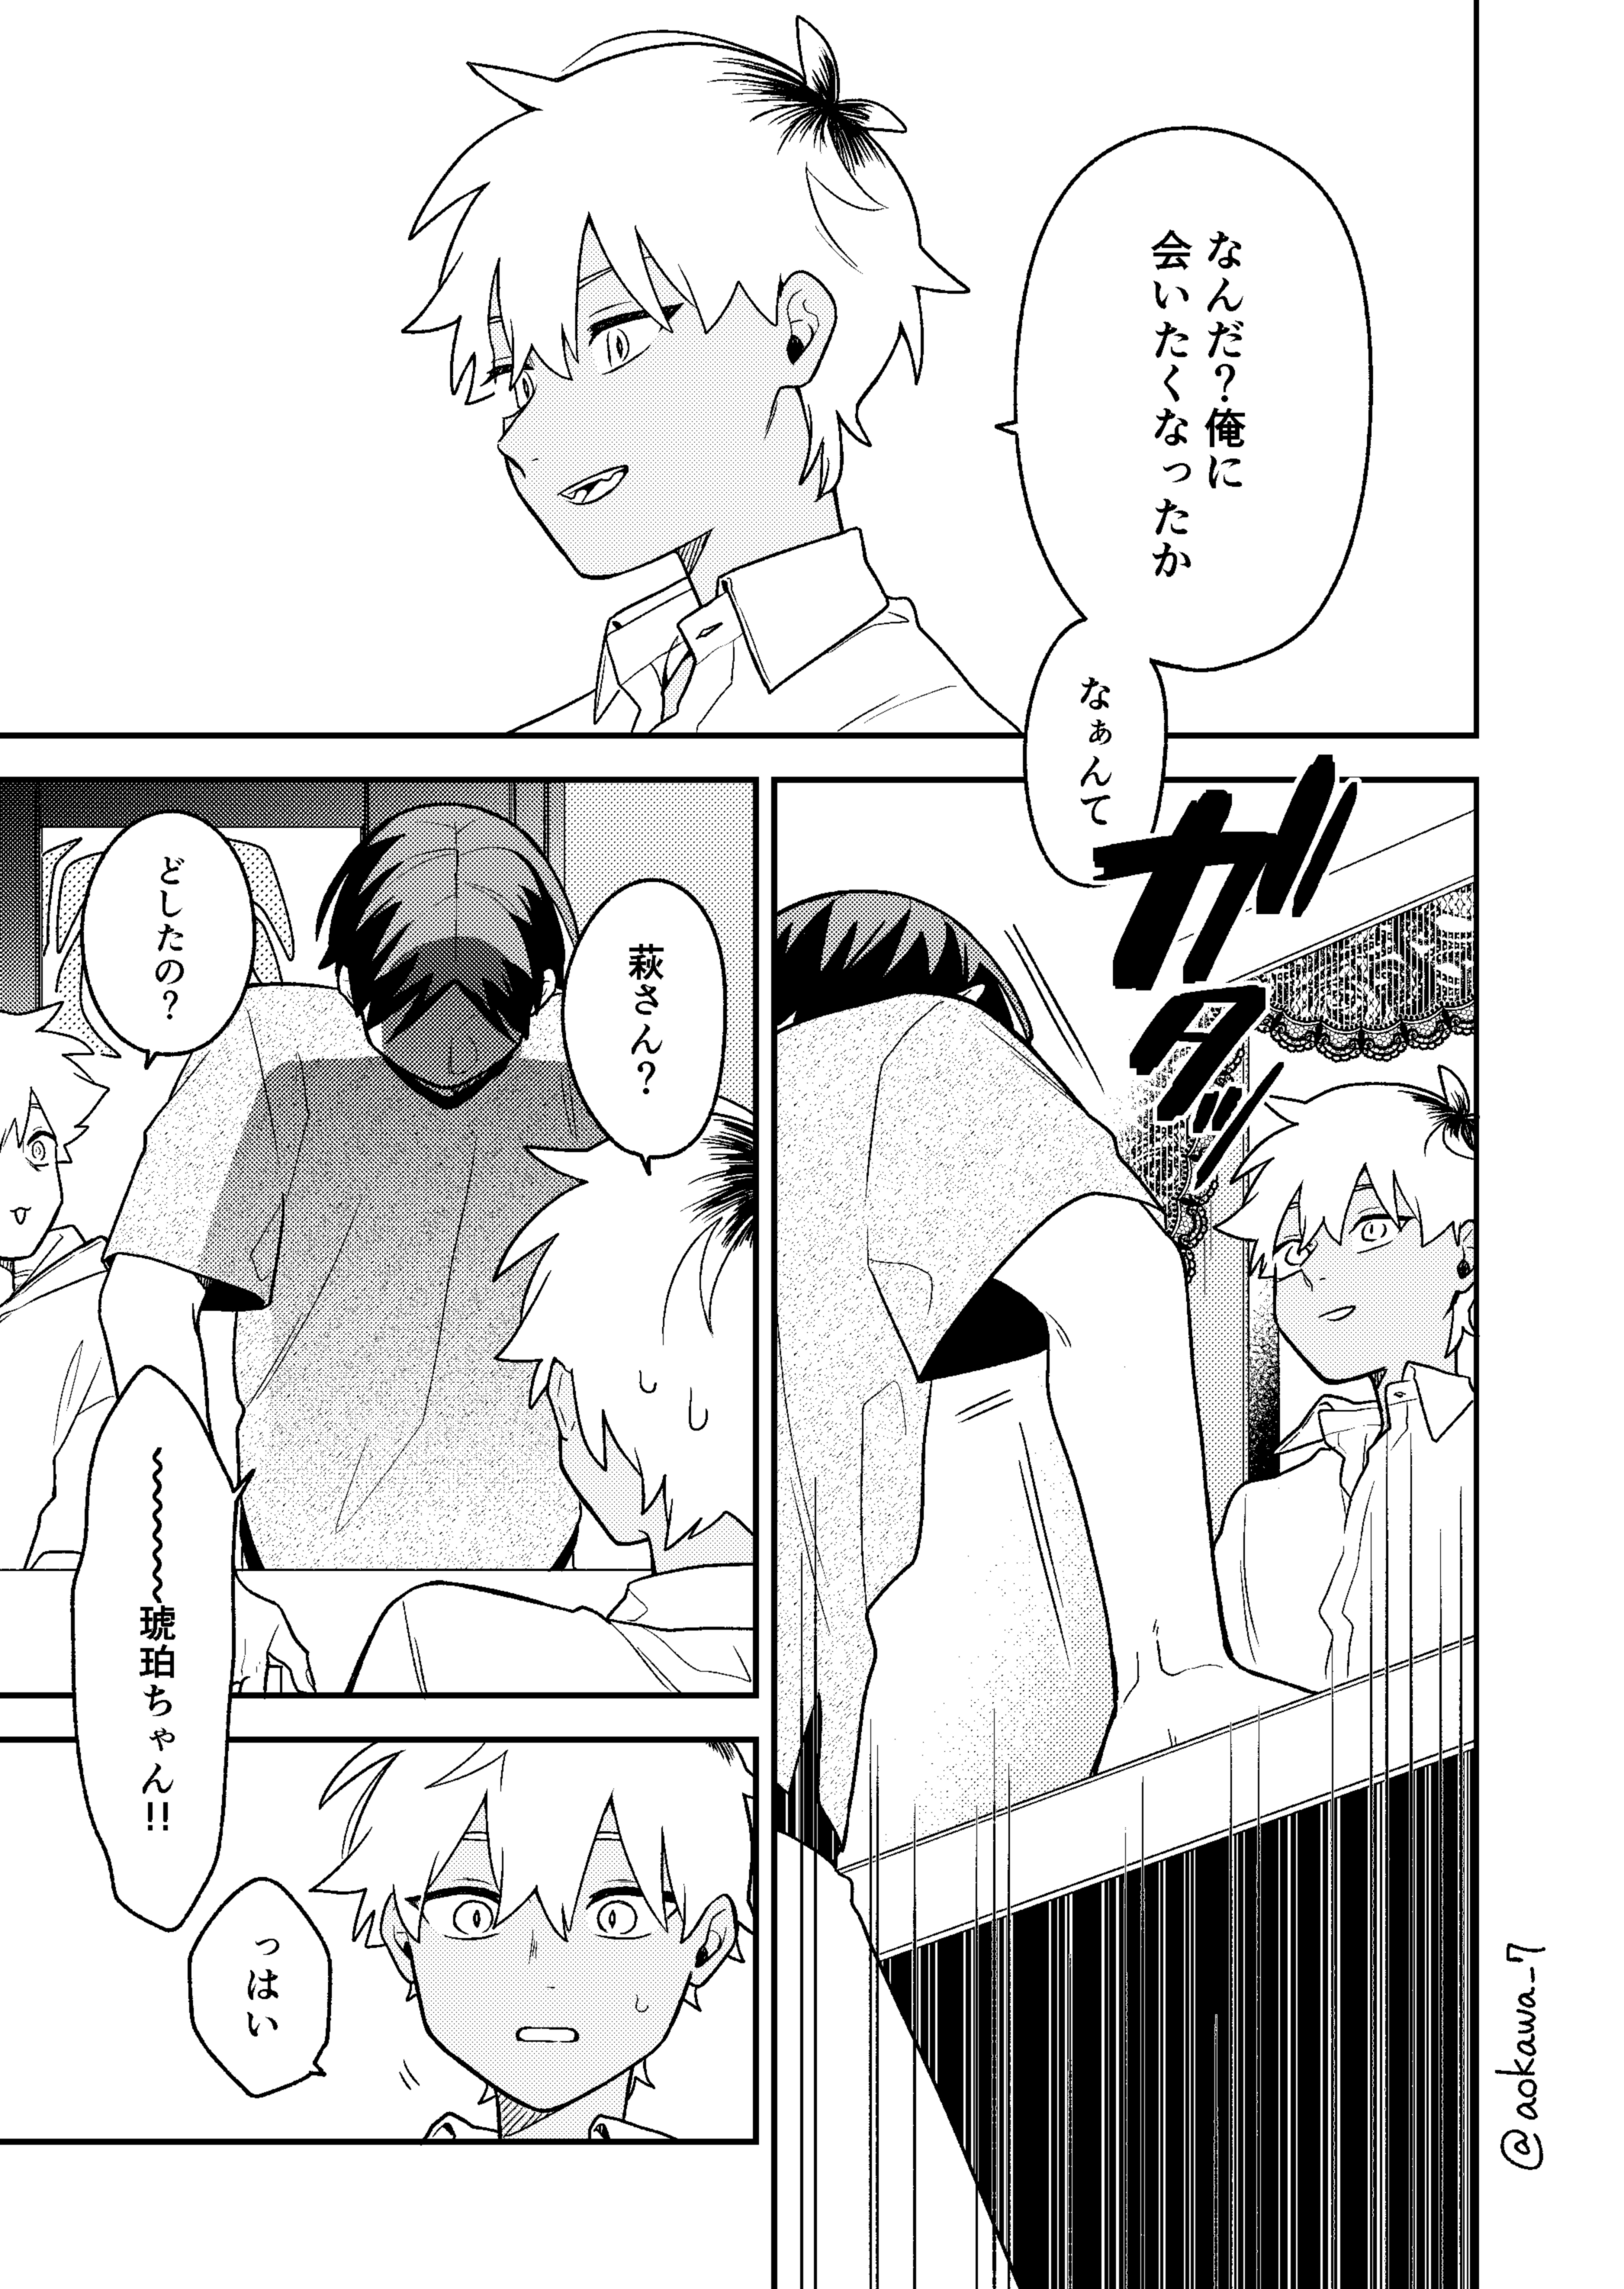 なんだ？俺に
会いたくなったか
なぁんて
ガタッ
萩さん？
どしたの？
～～～～琥珀ちゃん!!
っはい
@aokawa_7